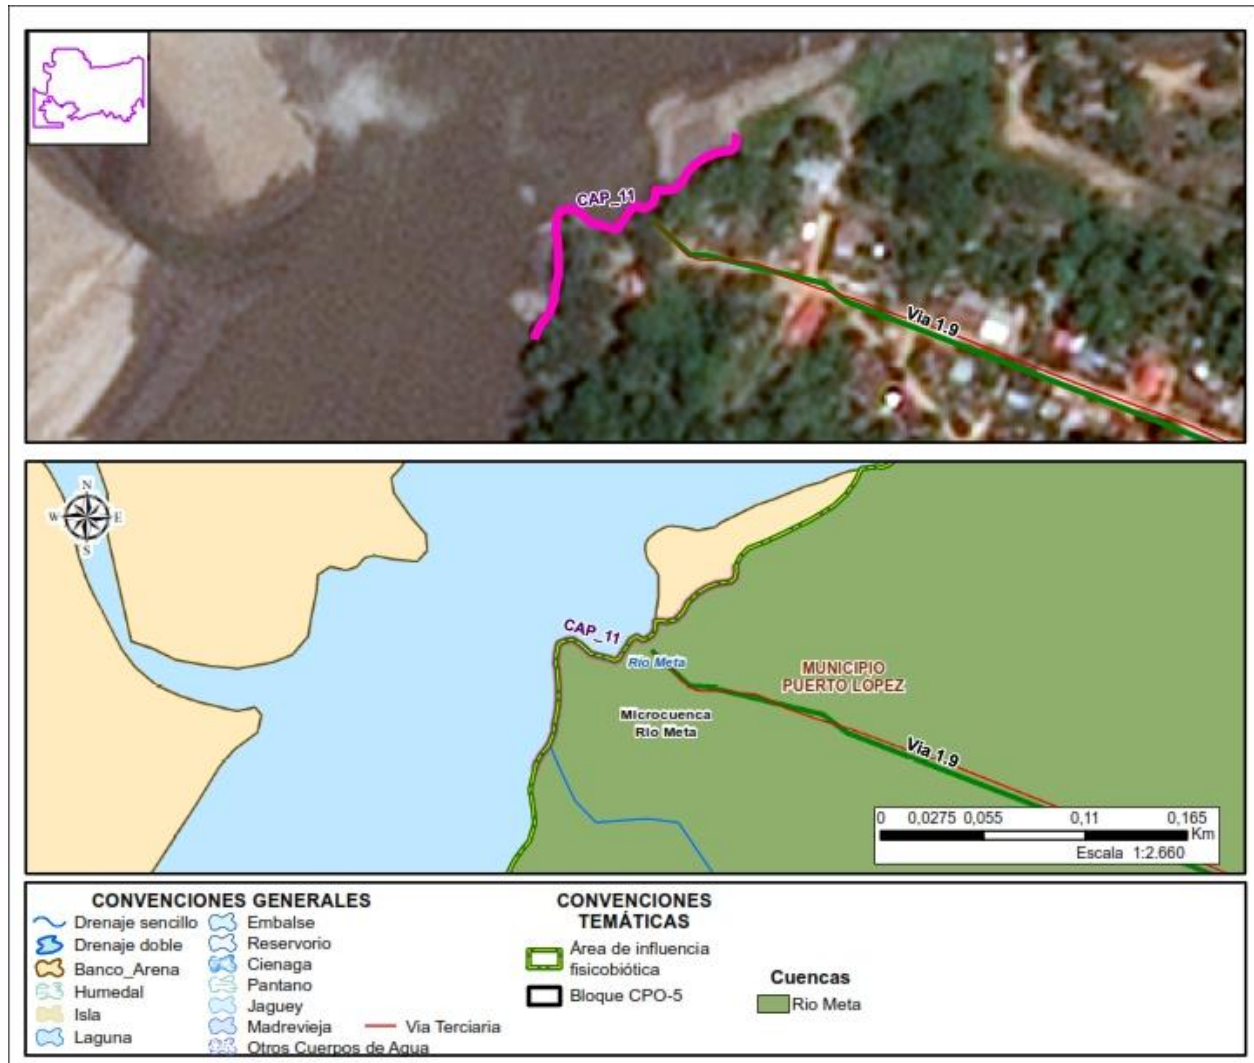 CAP_11
Via 1.9
N
W E
S
CAP_11
Río Meta
MUNICIPIO
PUERTO LÓPEZ
Microcuenca
Rio Meta
Via 1.9
0 0,0275 0,055 0,11 0,165
Km
Escala 1:2.660
CONVENCIONES GENERALES
Drenaje sencillo
Drenaje doble
Banco_Arena
Humedal
Isla
Laguna
Embalse
Reservorio
Cienaga
Pantano
Jaguey
Madrevieja
Otros Cuerpos de Agua
Via Terciaria
CONVENCIONES
TEMÁTICAS
Área de influencia
fisicobiótica
Bloque CPO-5
Cuencas
Rio Meta